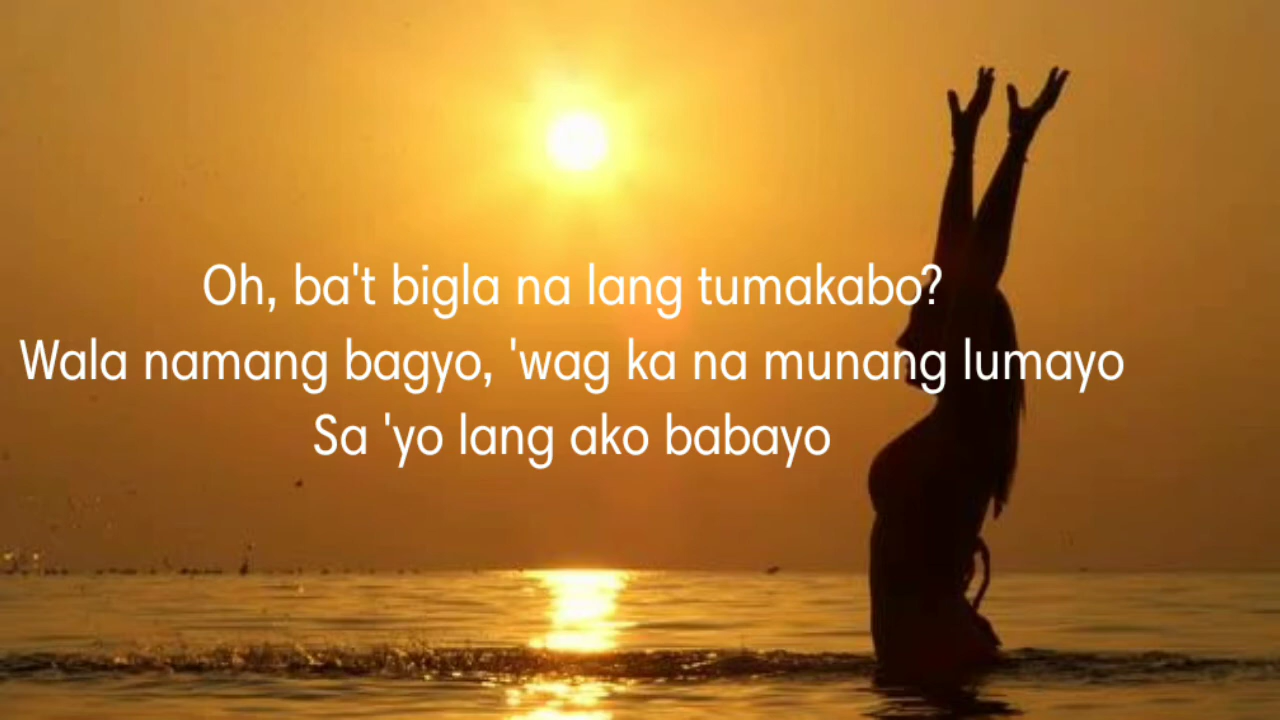 Oh, ba't bigla na lang tumakabo?
Wala namang bagyo, 'wag ka na munang lumayo
Sa 'yo lang ako babayo